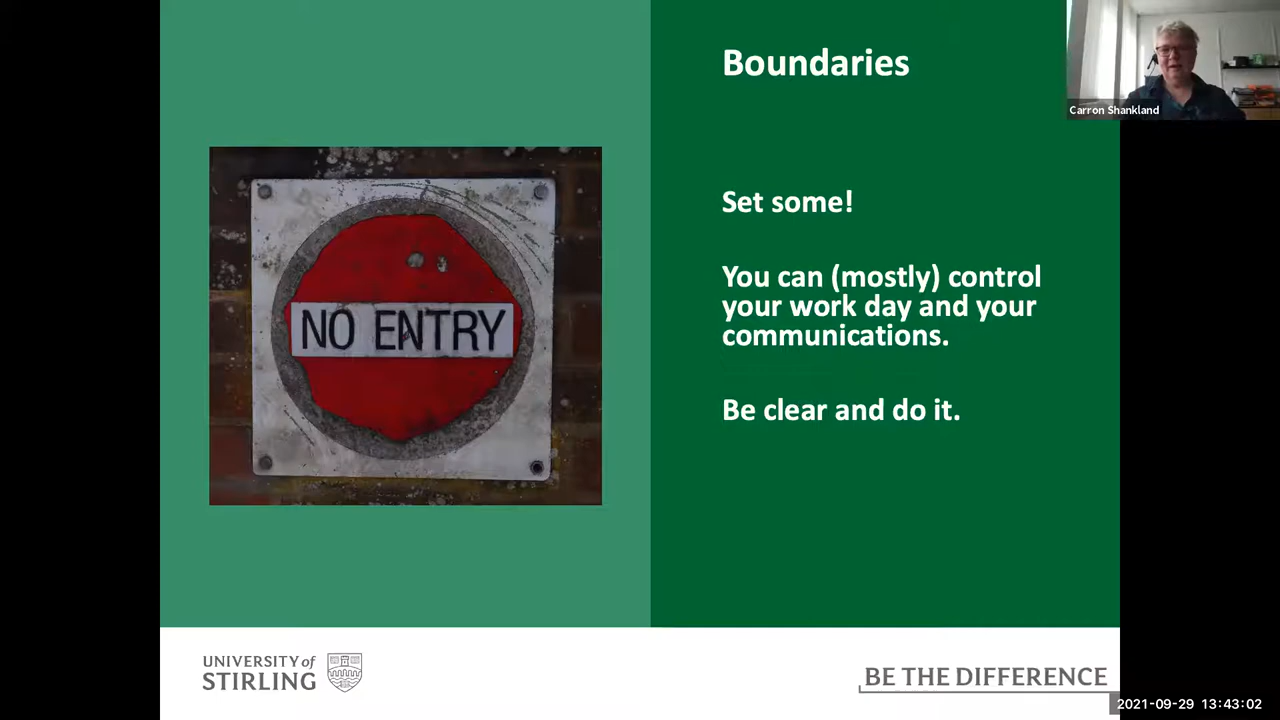 Boundaries
Carron Shankland
Set some!
You can (mostly) control
your work day and your
communications.
Be clear and do it.
NO ENTRY
UNIVERSITY of
STIRLING
BE THE DIFFERENCE
2021-09-29 13:43:02